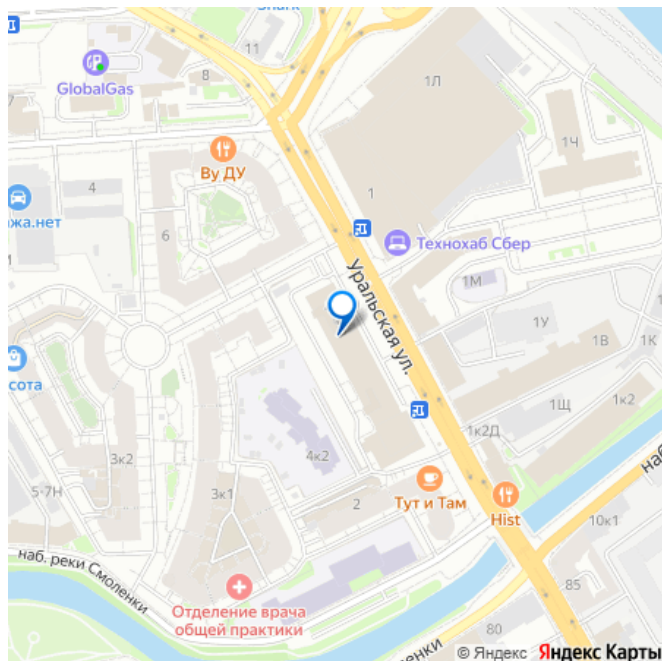 11
GlobalGas
8
1Л
7
Ву ДУ
1Ч
4
1
жа.нет
6
Технохаб Сбер
1М
Уральская ул.
1У
1В
1К
сота
1Щ
1к2
1к2Д
3к2
4к2
наб
5-7Н
3к1
2
Тут и Там
Hist
10к1
наб. реки Смоленки
85
Отделение врача
общей практики
80
ленки
© Яндекс Яндекс Карты